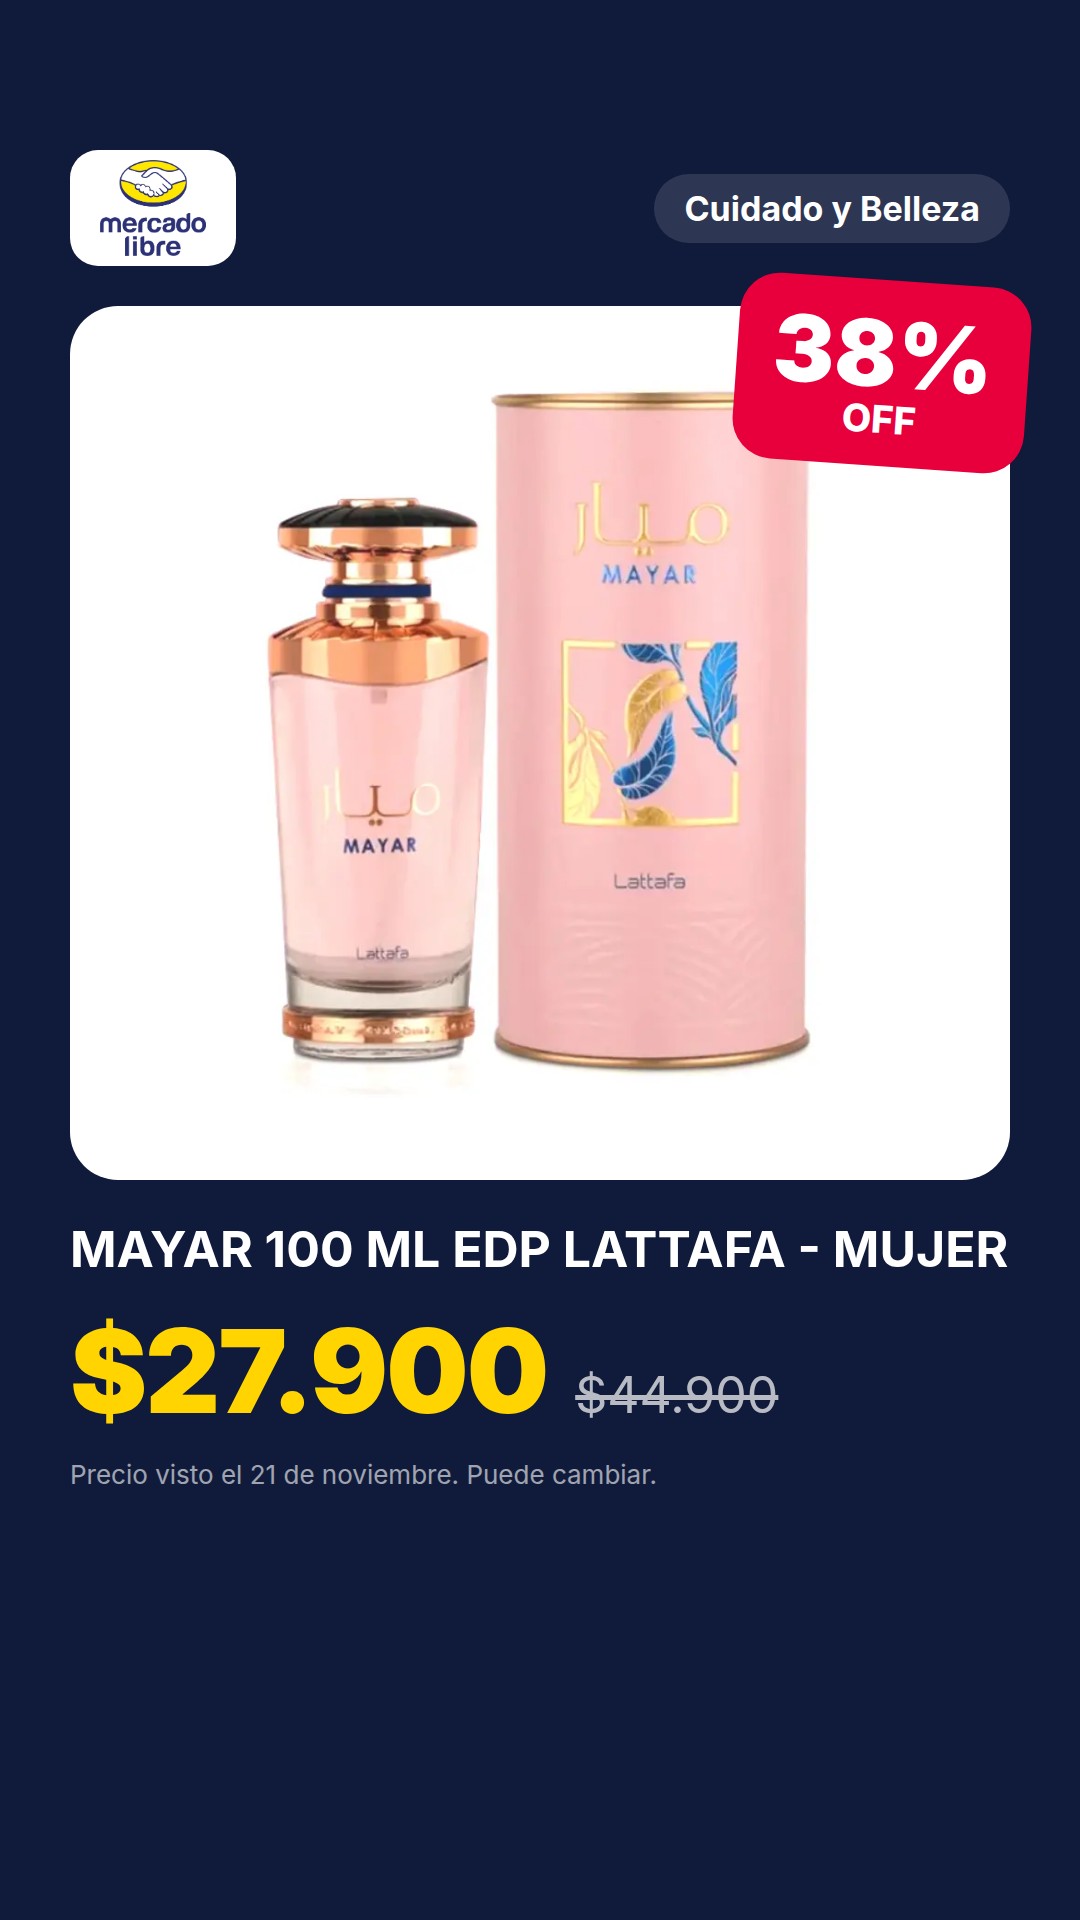 mercado
libre
Cuidado y Belleza
38%
OFF
ميار
MAYAR
Lattafa
ميار
MAYAR
Lattafa
MAYAR 100 ML EDP LATTAFA - MUJER
$27.900 $44.900
Precio visto el 21 de noviembre. Puede cambiar.